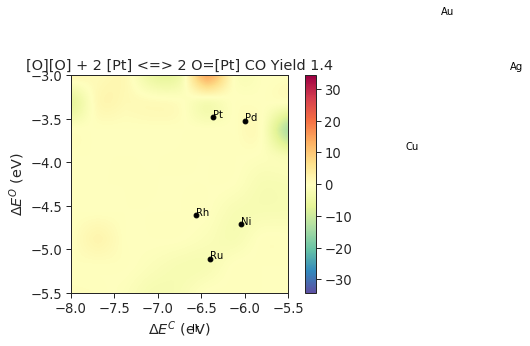 Au
Ag
[O][O] + 2 [Pt] <=> 2 O=[Pt] CO Yield 1.4
Cu
−3.0
−3.5
−4.0
−4.5
−5.0
−5.5
ΔE^O (eV)
Pt
Pd
Rh
Ni
Ru
30
20
10
0
−10
−20
−30
−8.0 −7.5 −7.0 −6.5 −6.0 −5.5
ΔE^C (eV)
Ir